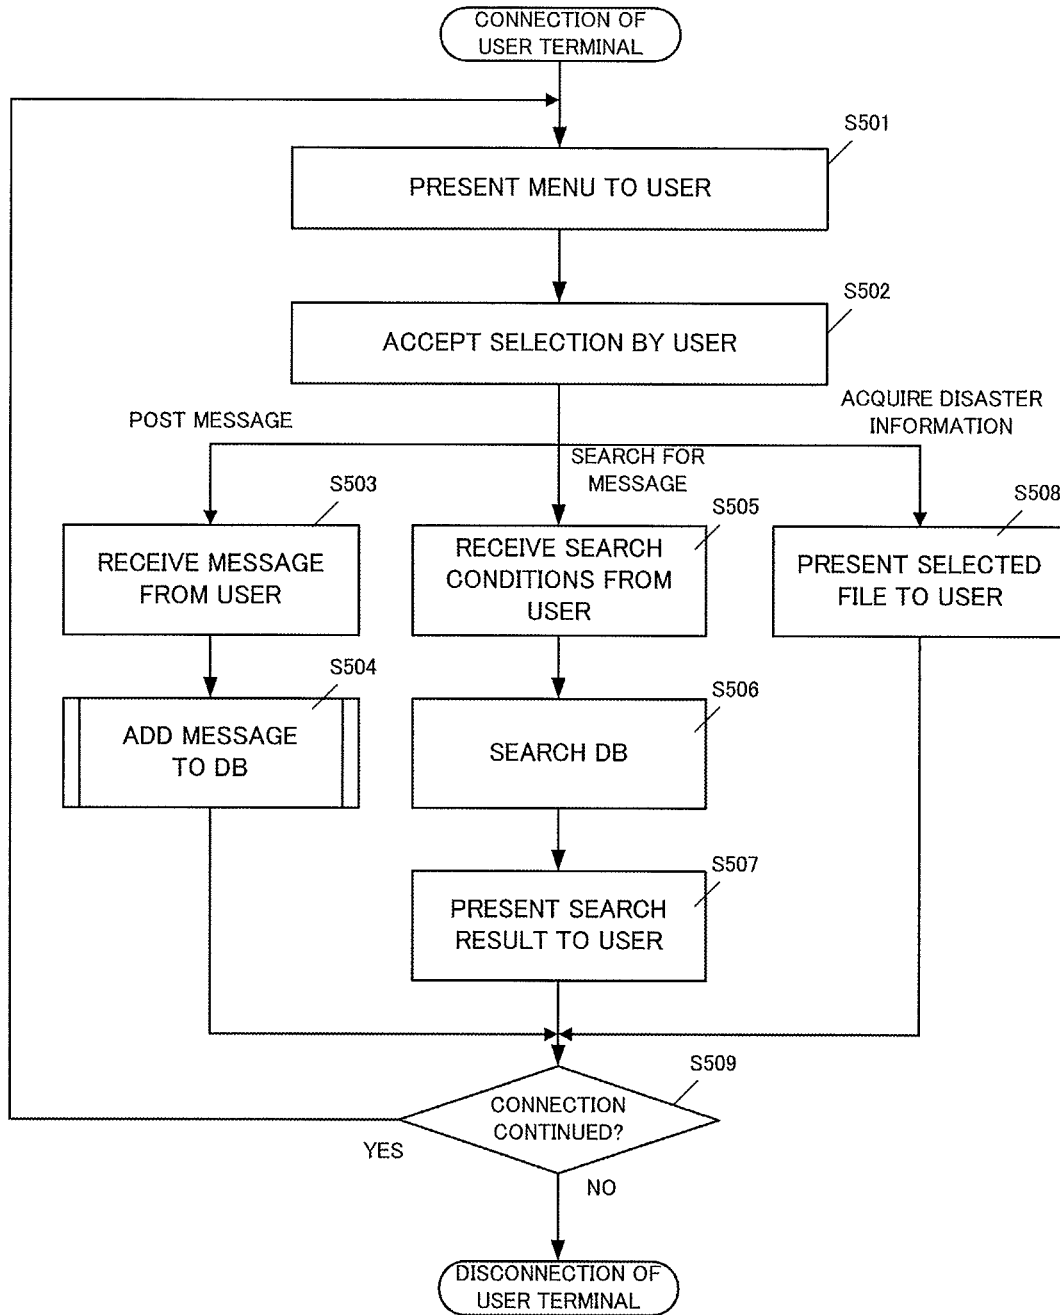 CONNECTION OF
USER TERMINAL
S501
PRESENT MENU TO USER
S502
ACCEPT SELECTION BY USER
POST MESSAGE
SEARCH FOR
MESSAGE
ACQUIRE DISASTER
INFORMATION
S503
RECEIVE MESSAGE
FROM USER
S504
ADD MESSAGE
TO DB
S505
RECEIVE SEARCH
CONDITIONS FROM
USER
S506
SEARCH DB
S507
PRESENT SEARCH
RESULT TO USER
S508
PRESENT SELECTED
FILE TO USER
S509
CONNECTION
CONTINUED?
YES
NO
DISCONNECTION OF
USER TERMINAL